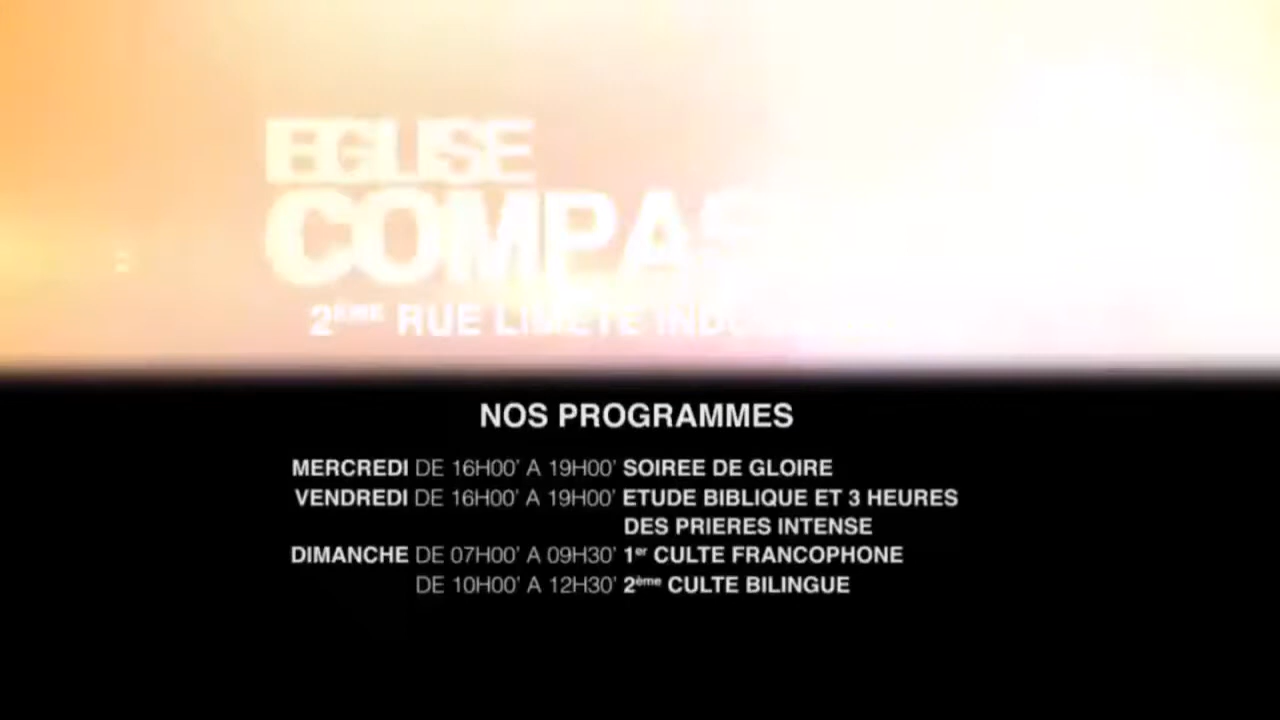 EGLISE
2ÈME RUE LIMETE
NOS PROGRAMMES
MERCREDI DE 16H00' A 19H00' SOIREE DE GLOIRE
VENDREDI DE 16H00' A 19H00' ETUDE BIBLIQUE ET 3 HEURES
DES PRIERES INTENSE
DIMANCHE DE 07H00' A 09H30' 1er CULTE FRANCOPHONE
DE 10H00' A 12H30' 2ème CULTE BILINGUE